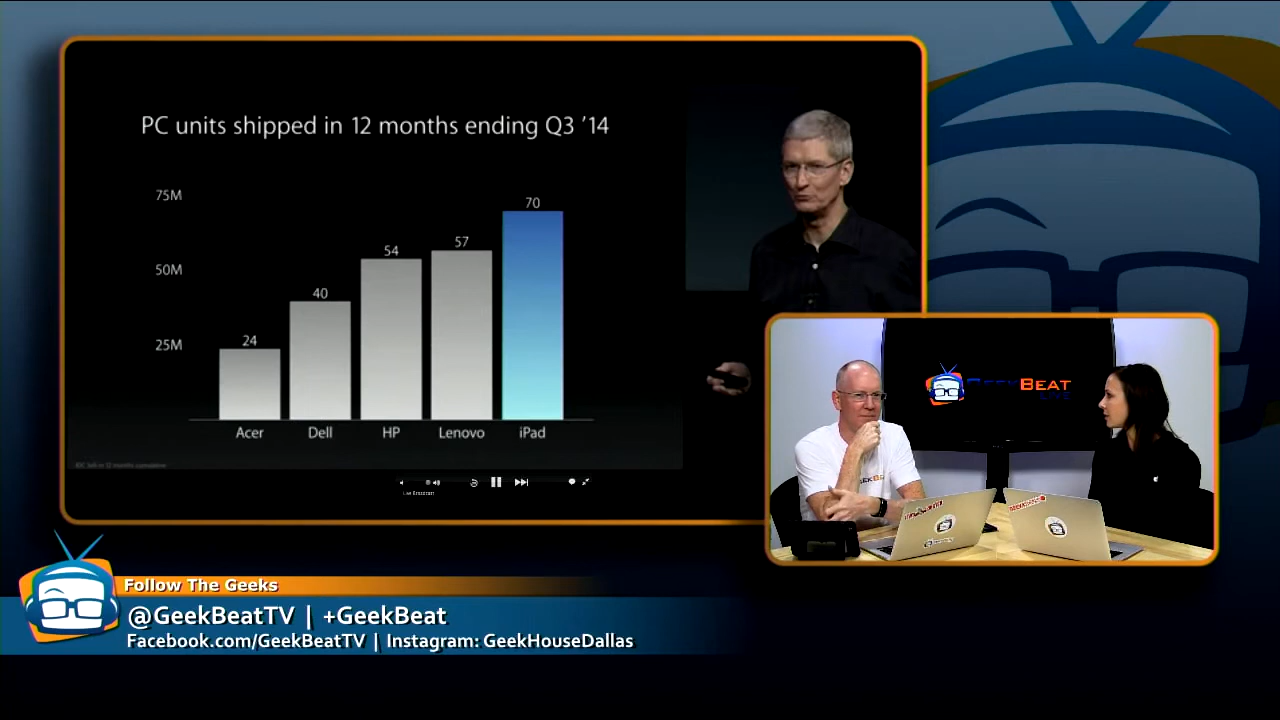 PC units shipped in 12 months ending Q3 ’14
75M
50M
25M
24
40
54
57
70
Acer
Dell
HP
Lenovo
iPad
GEEKBEAT
LIVE
Follow The Geeks
@GeekBeatTV | +GeekBeat
Facebook.com/GeekBeatTV | Instagram: GeekHouseDallas